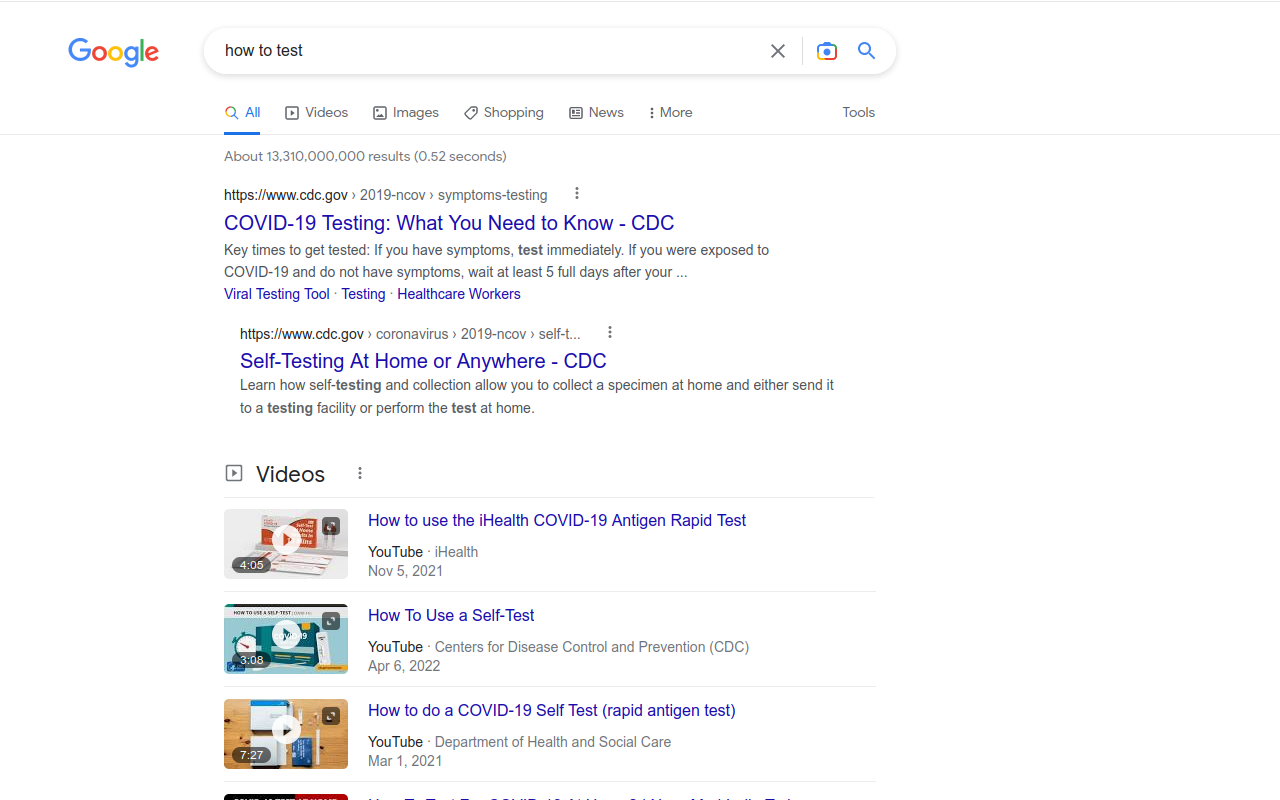 Google
how to test
All
Videos
Images
Shopping
News
More
Tools
About 13,310,000,000 results (0.52 seconds)
https://www.cdc.gov › 2019-ncov › symptoms-testing
COVID-19 Testing: What You Need to Know - CDC
Key times to get tested: If you have symptoms, test immediately. If you were exposed to
COVID-19 and do not have symptoms, wait at least 5 full days after your ...
Viral Testing Tool · Testing · Healthcare Workers
https://www.cdc.gov › coronavirus › 2019-ncov › self-t...
Self-Testing At Home or Anywhere - CDC
Learn how self-testing and collection allow you to collect a specimen at home and either send it
to a testing facility or perform the test at home.
Videos
4:05
How to use the iHealth COVID-19 Antigen Rapid Test
YouTube · iHealth
Nov 5, 2021
HOW TO USE A SELF-TEST
3:08
How To Use a Self-Test
YouTube · Centers for Disease Control and Prevention (CDC)
Apr 6, 2022
7:27
How to do a COVID-19 Self Test (rapid antigen test)
YouTube · Department of Health and Social Care
Mar 1, 2021